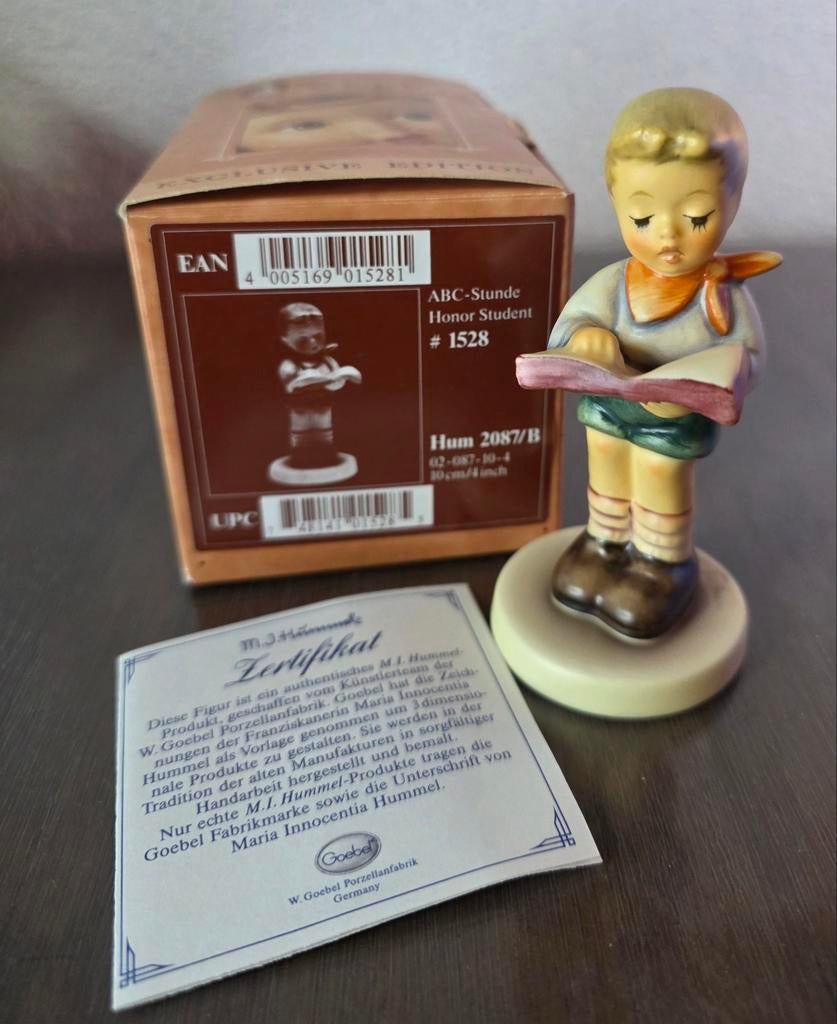 EXCLUSIVE EDITION
EAN
4 005169 015281
ABC-Stunde
Honor Student
# 1528
Hum 2087/B
02-087-10-4
10cm/4inch
UPC
M.I. Hummel
Zertifikat
Diese Figur ist ein authentisches M.I. Hummel-
Produkt, geschaffen vom Künstlerteam der
W. Goebel Porzellanfabrik. Goebel hat die Zeich-
nungen der Franziskanerin Maria Innocentia
Hummel als Vorlage genommen um 3 dimensio-
nale Produkte zu gestalten. Sie werden in der
Tradition der alten Manufakturen in sorgfältiger
Handarbeit hergestellt und bemalt.
Nur echte M.I. Hummel-Produkte tragen die
Goebel Fabrikmarke sowie die Unterschrift von
Maria Innocentia Hummel.
Goebel
W. Goebel Porzellanfabrik
Germany